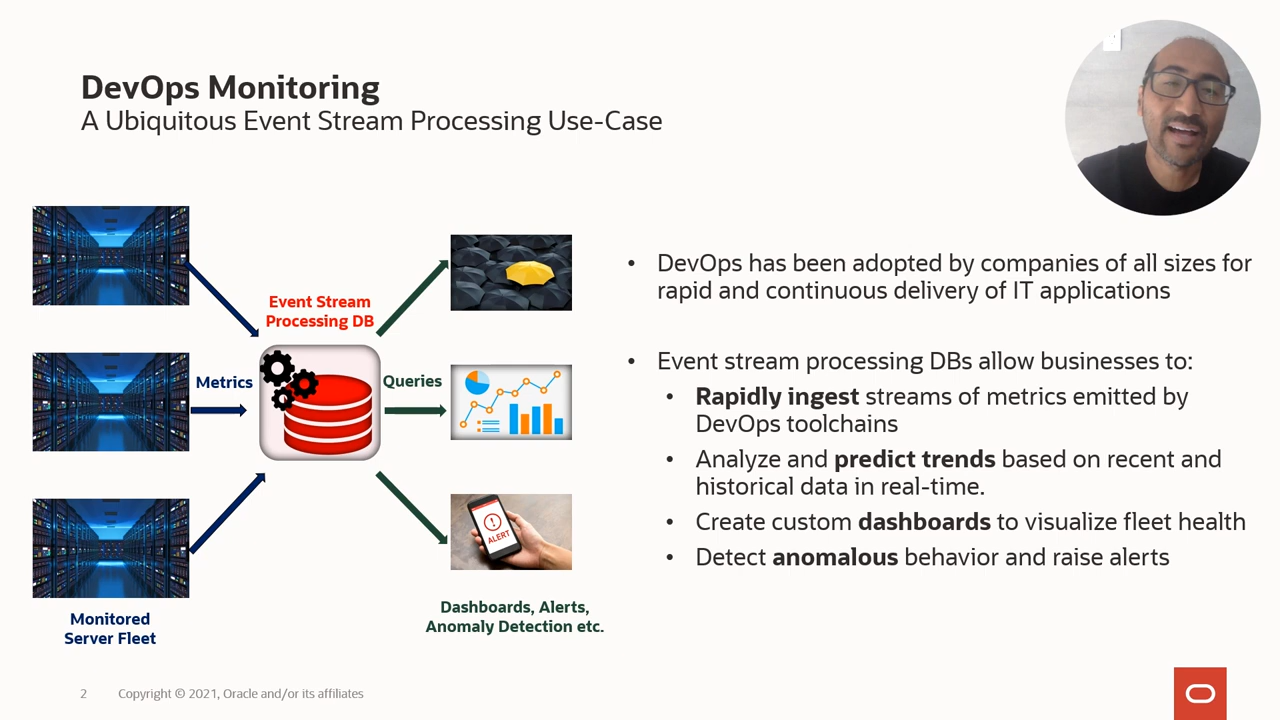 DevOps Monitoring
A Ubiquitous Event Stream Processing Use-Case
Event Stream
Processing DB
Metrics
Queries
ALERT
Monitored
Server Fleet
Dashboards, Alerts,
Anomaly Detection etc.
• DevOps has been adopted by companies of all sizes for
rapid and continuous delivery of IT applications
• Event stream processing DBs allow businesses to:
• Rapidly ingest streams of metrics emitted by
DevOps toolchains
• Analyze and predict trends based on recent and
historical data in real-time.
• Create custom dashboards to visualize fleet health
• Detect anomalous behavior and raise alerts
2 Copyright © 2021, Oracle and/or its affiliates